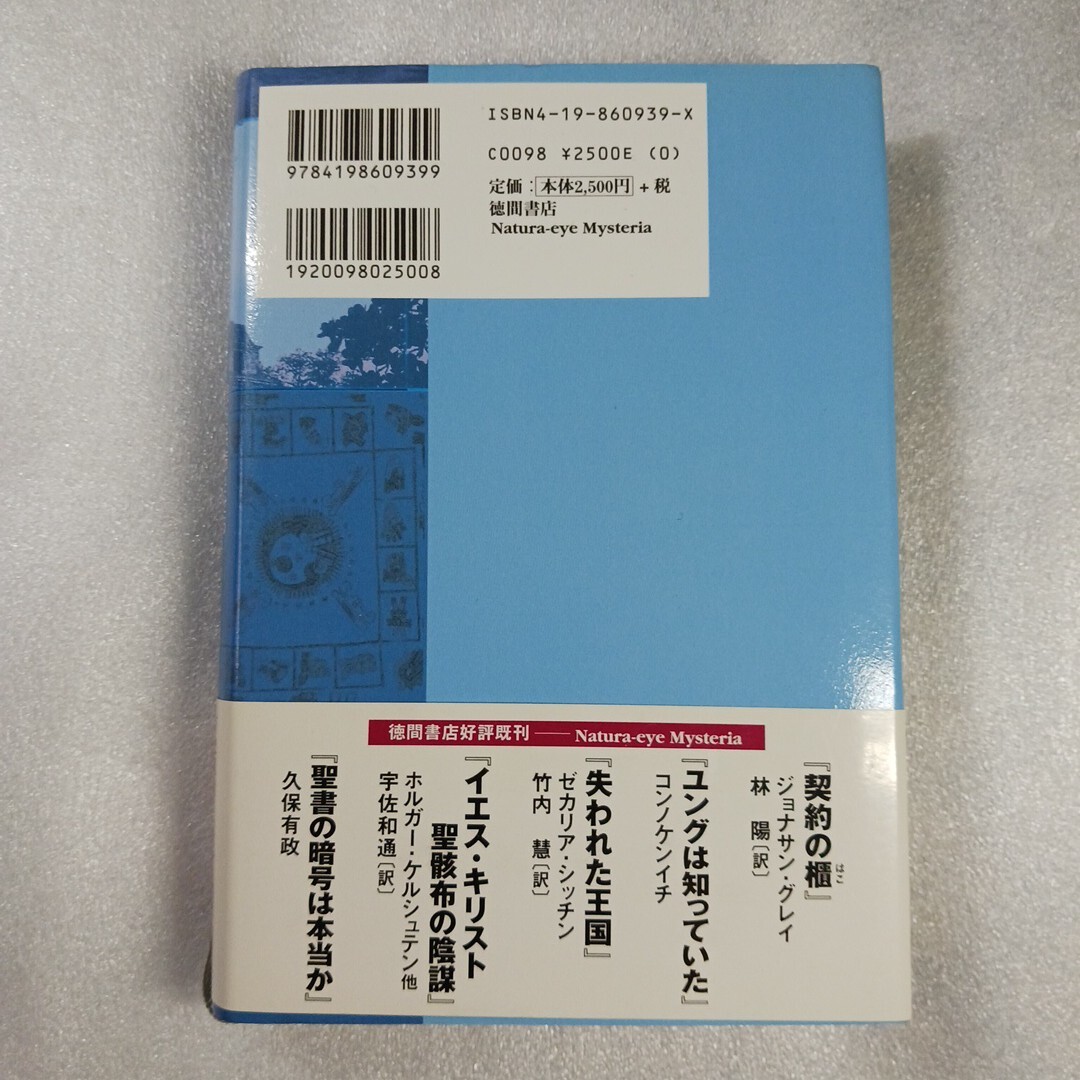 ISBN4-19-860939-X
C0098 ¥2500E (0)
定価：本体2,500円 + 税
徳間書店
Natura-eye Mysteria
9784198609399
1920098025008
徳間書店好評既刊 ── Natura-eye Mysteria
『契約の櫃』
はこ
ジョナサン・グレイ
林 陽［訳］
『ユングは知っていた』
コンノケンイチ
『失われた王国』
ゼカリア・シッチン
竹内 慧［訳］
『イエス・キリスト
聖骸布の陰謀』
ホルガー・ケルシュテン他
宇佐和通［訳］
『聖書の暗号は本当か』
久保有政